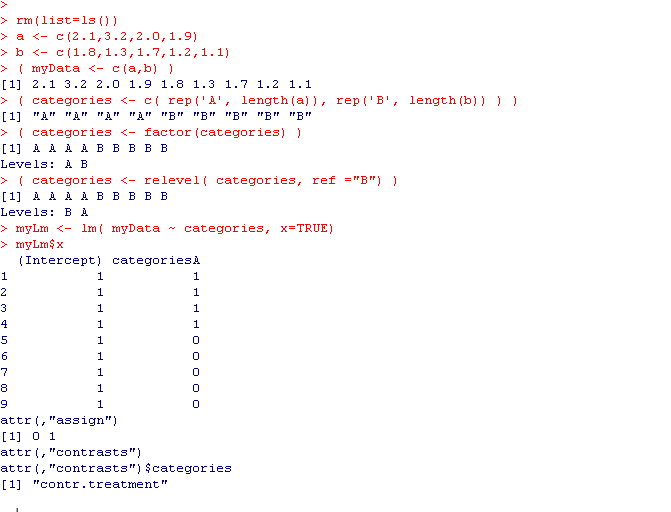 >
> rm(list=ls())
> a <- c(2.1,3.2,2.0,1.9)
> b <- c(1.8,1.3,1.7,1.2,1.1)
> ( myData <- c(a,b) )
[1] 2.1 3.2 2.0 1.9 1.8 1.3 1.7 1.2 1.1
> ( categories <- c( rep('A', length(a)), rep('B', length(b)) ) )
[1] "A" "A" "A" "A" "B" "B" "B" "B" "B"
> ( categories <- factor(categories) )
[1] A A A A B B B B B
Levels: A B
> ( categories <- relevel( categories, ref ="B") )
[1] A A A A B B B B B
Levels: B A
> myLm <- lm( myData ~ categories, x=TRUE)
> myLm$x
  (Intercept) categoriesA
1           1           1
2           1           1
3           1           1
4           1           1
5           1           0
6           1           0
7           1           0
8           1           0
9           1           0
attr(,"assign")
[1] 0 1
attr(,"contrasts")
attr(,"contrasts")$categories
[1] "contr.treatment"